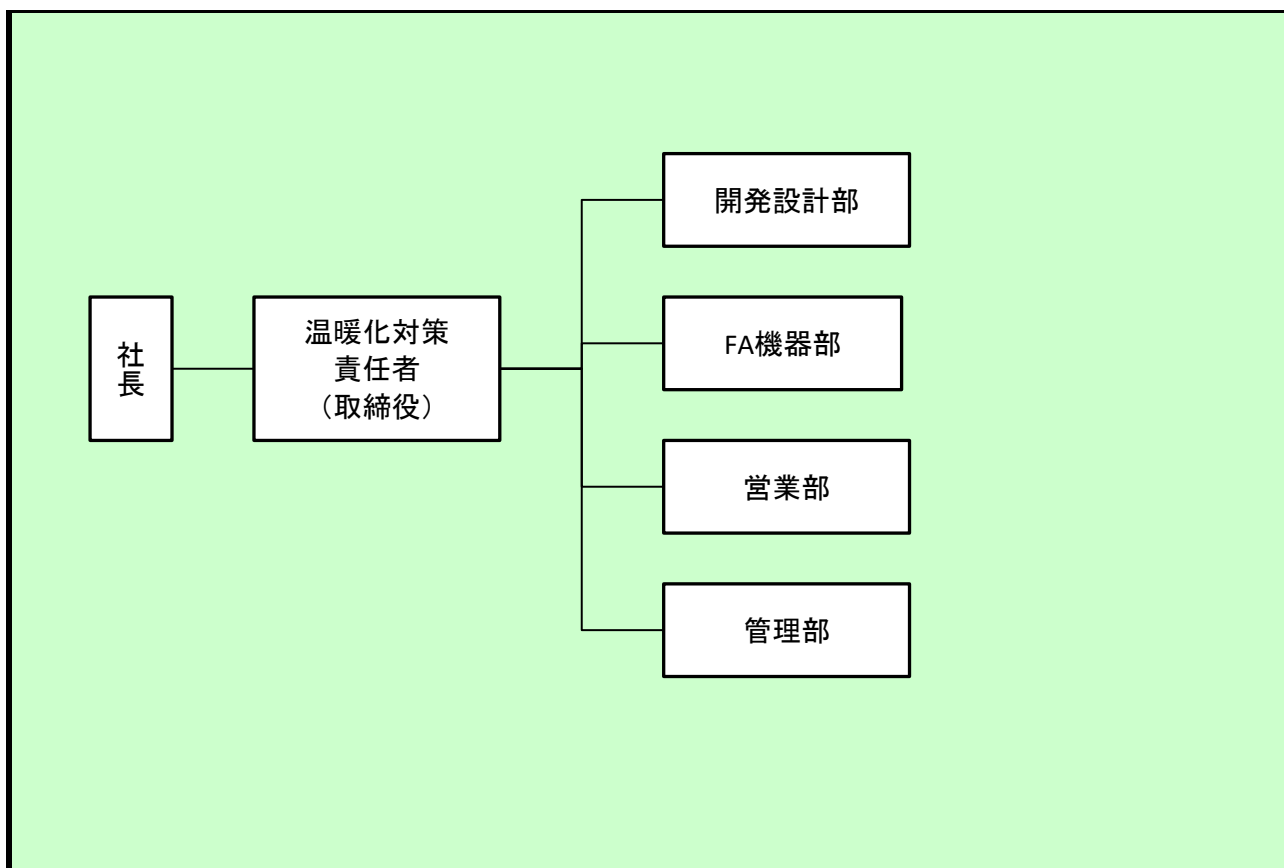 社長
温暖化対策
責任者
（取締役）
開発設計部
FA機器部
営業部
管理部